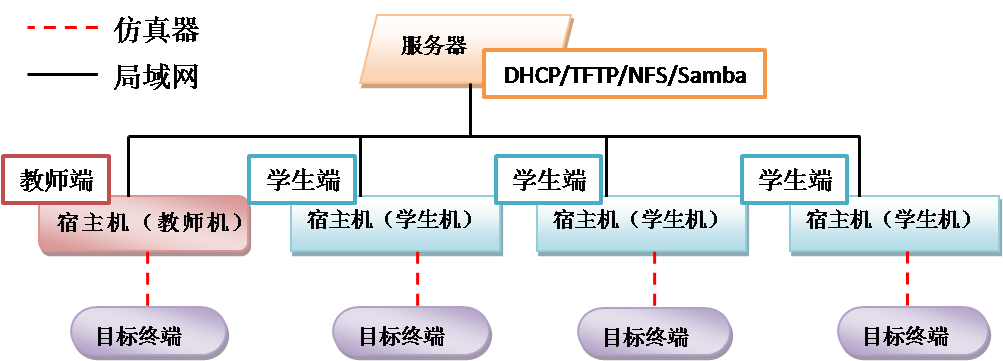 仿真器
局域网
服务器
DHCP/TFTP/NFS/Samba
教师端
学生端
学生端
学生端
宿主机（教师机）
宿主机（学生机）
宿主机（学生机）
宿主机（学生机）
目标终端
目标终端
目标终端
目标终端